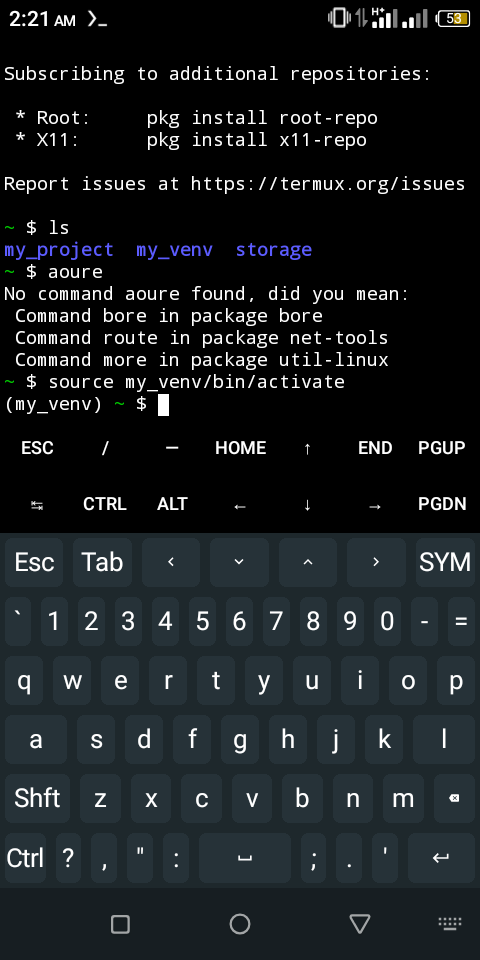 2:21 AM
H+
53
Subscribing to additional repositories:
* Root: pkg install root-repo
* X11: pkg install x11-repo
Report issues at https://termux.org/issues
~ $ ls
my_project my_venv storage
~ $ aoure
No command aoure found, did you mean:
Command bore in package bore
Command route in package net-tools
Command more in package util-linux
~ $ source my_venv/bin/activate
(my_venv) ~ $
ESC / — HOME ↑ END PGUP
↹ CTRL ALT ← ↓ → PGDN
Esc Tab SYM
` 1 2 3 4 5 6 7 8 9 0 - =
q w e r t y u i o p
a s d f g h j k l
Shft z x c v b n m
Ctrl ? , " : ; . '